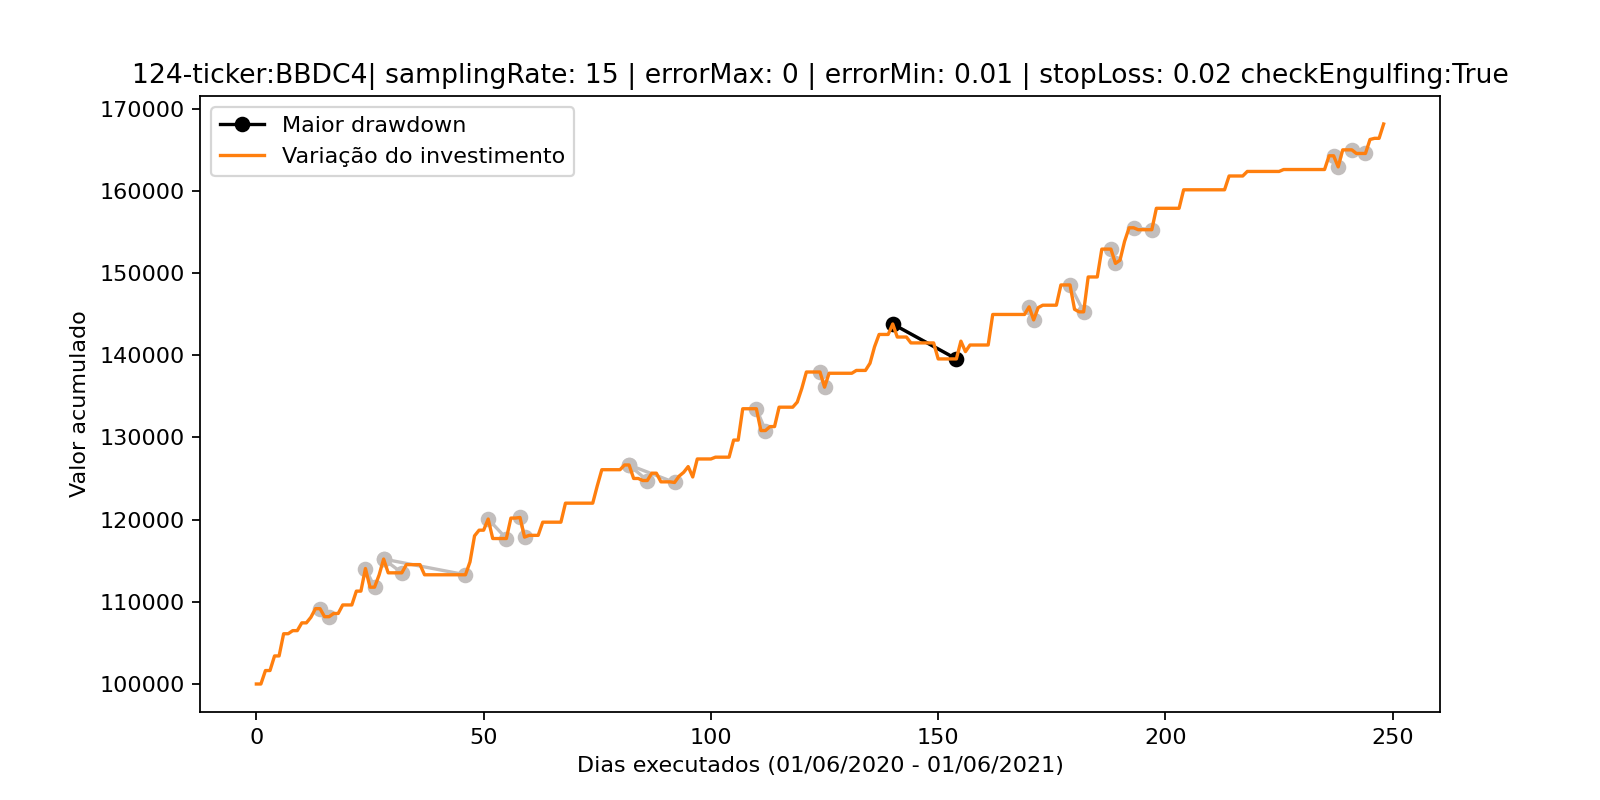 124-ticker:BBDC4| samplingRate: 15 | errorMax: 0 | errorMin: 0.01 | stopLoss: 0.02 checkEngulfing:True
Maior drawdown
Variação do investimento
Valor acumulado
170000
160000
150000
140000
130000
120000
110000
100000
0 50 100 150 200 250
Dias executados (01/06/2020 - 01/06/2021)